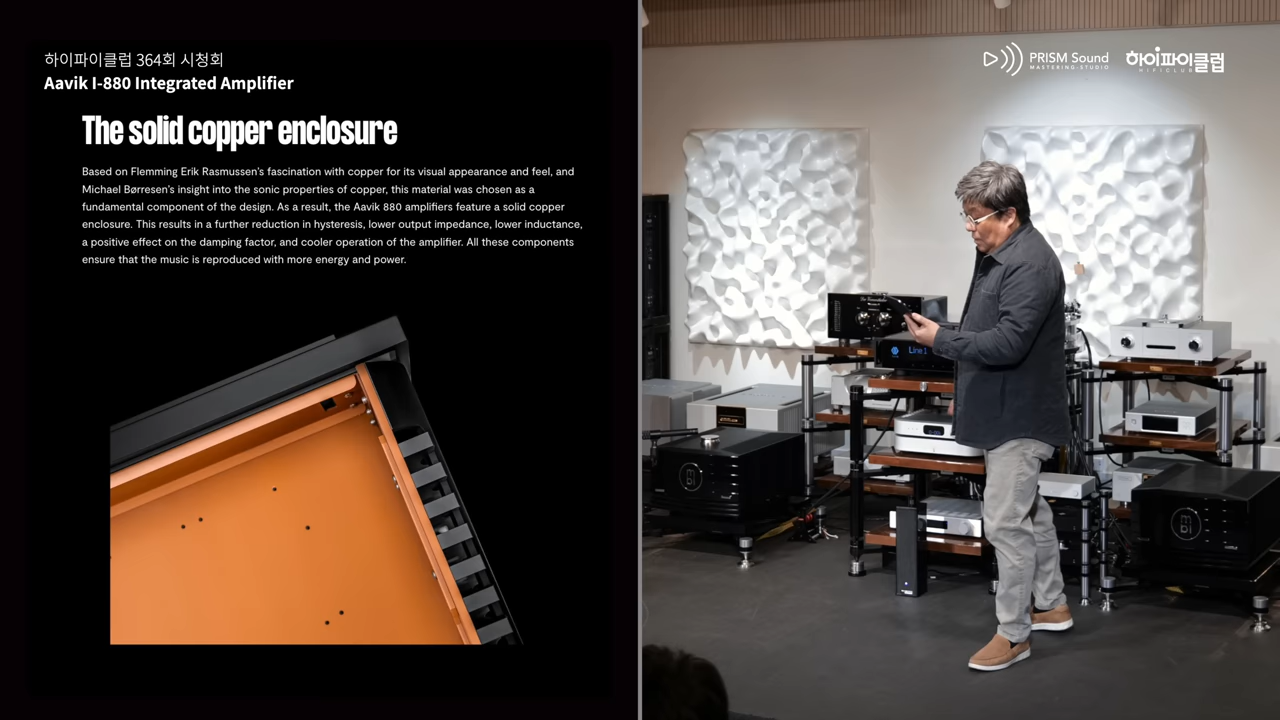 하이파이클럽 364회 시청회
Aavik I-880 Integrated Amplifier
The solid copper enclosure
Based on Flemming Erik Rasmussen's fascination with copper for its visual appearance and feel, and
Michael Børresen's insight into the sonic properties of copper, this material was chosen as a
fundamental component of the design. As a result, the Aavik 880 amplifiers feature a solid copper
enclosure. This results in a further reduction in hysteresis, lower output impedance, lower inductance,
a positive effect on the damping factor, and cooler operation of the amplifier. All these components
ensure that the music is reproduced with more energy and power.
PRISM Sound
MASTERING-STUDIO
하이파이클럽
HIFICLUB
Line1
mbl
mbl